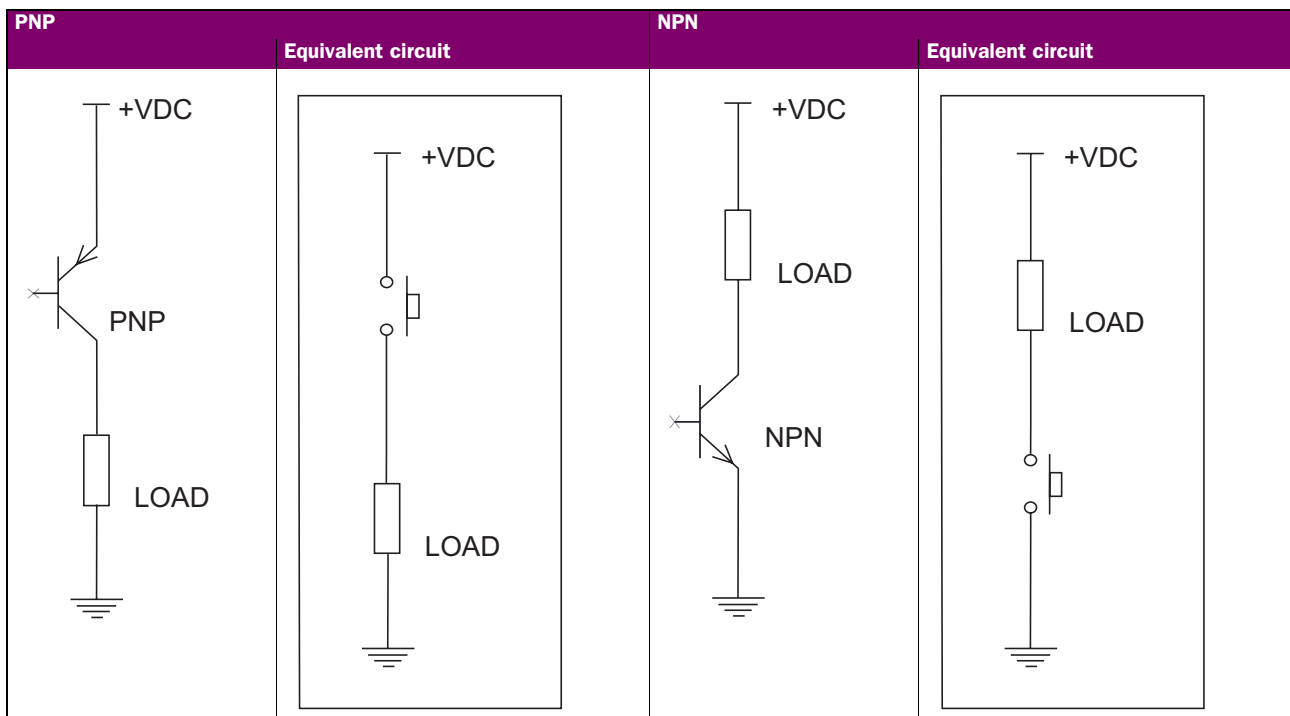 PNP
Equivalent circuit
NPN
Equivalent circuit
+VDC
PNP
LOAD
+VDC
LOAD
+VDC
LOAD
NPN
+VDC
LOAD